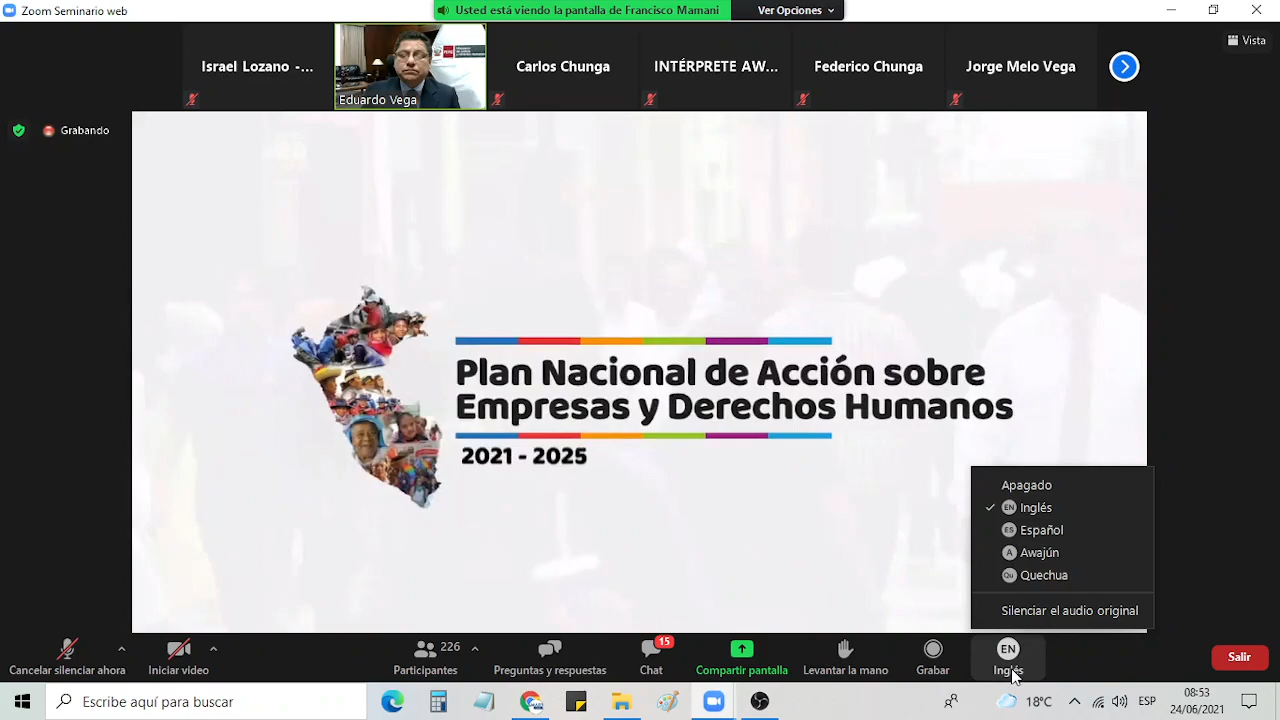 Zoom Seminario web
Usted está viendo la pantalla de Francisco Mamani
Ver Opciones
Vista
Israel Lozano -...
Eduardo Vega
Carlos Chunga
INTÉRPRETE AW...
Federico Chunga
Jorge Melo Vega
PERÚ
Grabando
Plan Nacional de Acción sobre
Empresas y Derechos Humanos
2021 - 2025
Apagado
EN Inglés
ES Español
A Awajún
Qu Quechua
Silenciar el audio original
Cancelar silenciar ahora
Iniciar video
226
Participantes
Preguntas y respuestas
15
Chat
Compartir pantalla
Levantar la mano
Grabar
EN
Inglés
Salir
Escribe aquí para buscar
18°C
ESP
08:53
24/06/2021